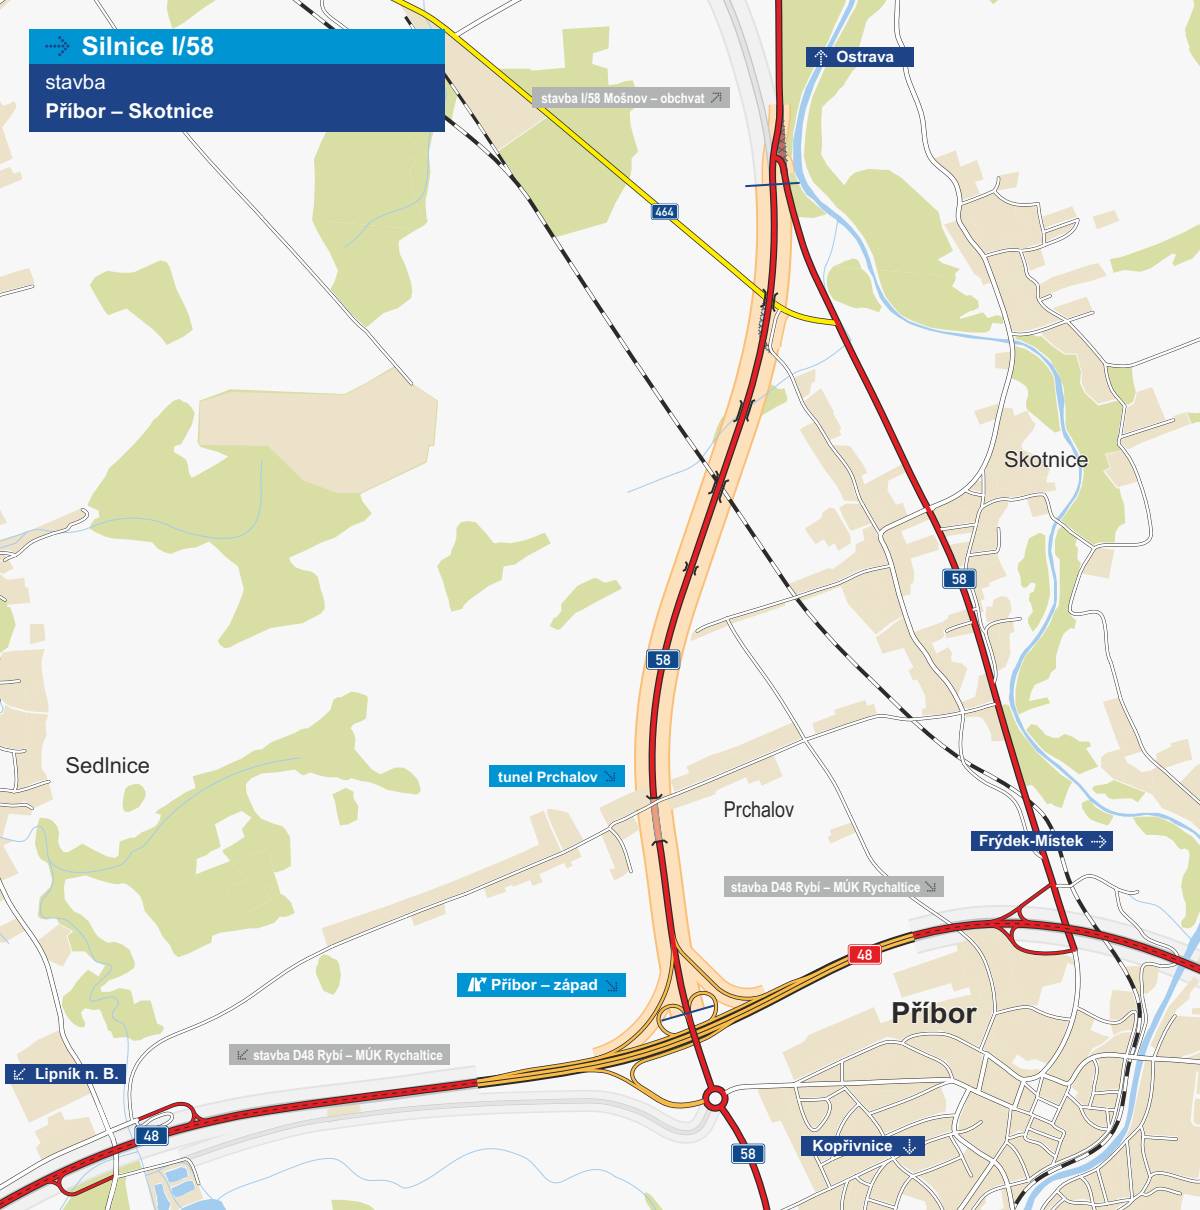 Silnice I/58
stavba
Příbor – Skotnice
Ostrava
stavba I/58 Mošnov – obchvat
464
Skotnice
58
58
Sedlnice
tunel Prchalov
Prchalov
Frýdek-Místek
stavba D48 Rybí – MÚK Rychaltice
48
Příbor – západ
Příbor
stavba D48 Rybí – MÚK Rychaltice
Lipník n. B.
48
Kopřivnice
58